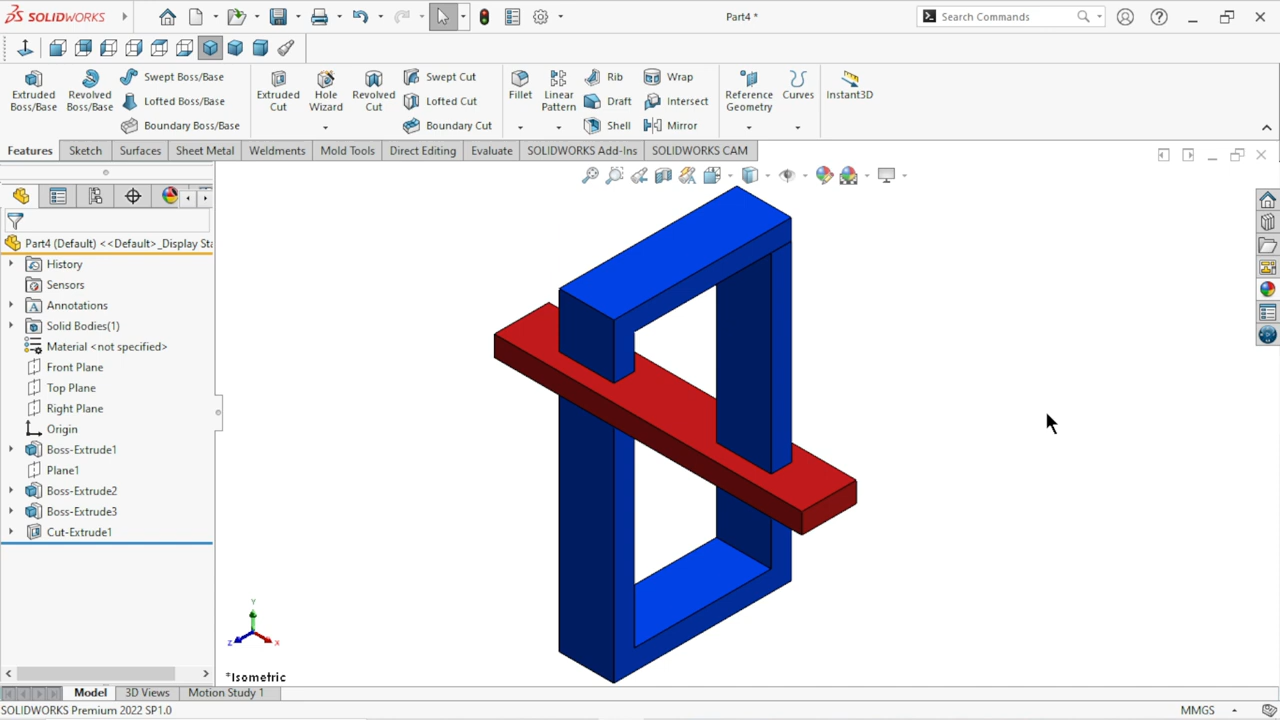 SOLIDWORKS
Part4 *
Search Commands
Extruded Boss/Base
Revolved Boss/Base
Swept Boss/Base
Lofted Boss/Base
Boundary Boss/Base
Extruded Cut
Hole Wizard
Revolved Cut
Swept Cut
Lofted Cut
Boundary Cut
Fillet
Linear Pattern
Rib
Draft
Shell
Wrap
Intersect
Mirror
Reference Geometry
Curves
Instant3D
Features Sketch Surfaces Sheet Metal Weldments Mold Tools Direct Editing Evaluate SOLIDWORKS Add-Ins SOLIDWORKS CAM
Part4 (Default) <<Default>_Display Sta
History
Sensors
Annotations
Solid Bodies(1)
Material <not specified>
Front Plane
Top Plane
Right Plane
Origin
Boss-Extrude1
Plane1
Boss-Extrude2
Boss-Extrude3
Cut-Extrude1
Y
Z
X
*Isometric
Model 3D Views Motion Study 1
SOLIDWORKS Premium 2022 SP1.0
MMGS